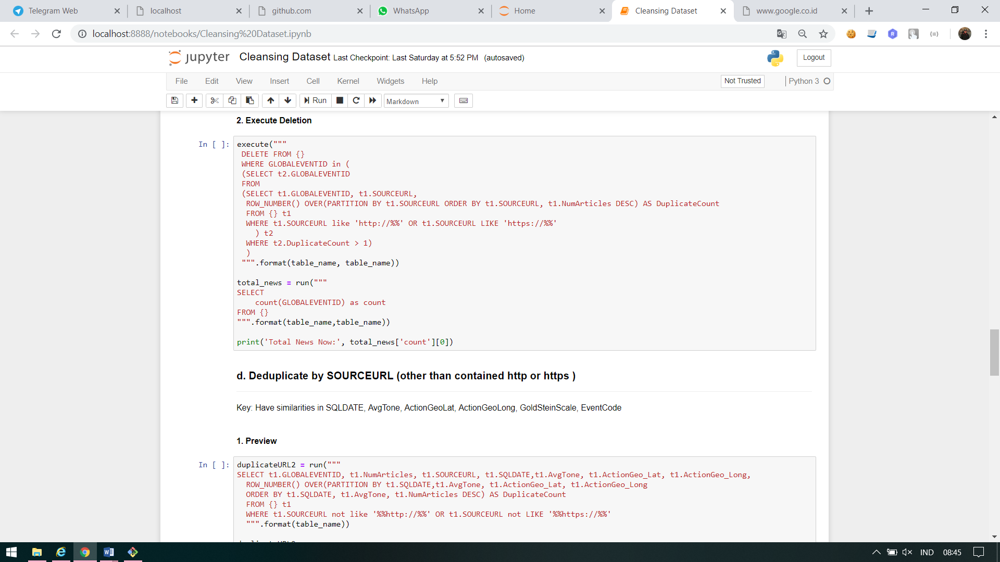 Telegram Web
localhost
github.com
WhatsApp
Home
Cleansing Dataset
www.google.co.id
localhost:8888/notebooks/Cleansing%20Dataset.ipynb
jupyter Cleansing Dataset Last Checkpoint: Last Saturday at 5:52 PM (autosaved)
Logout
File Edit View Insert Cell Kernel Widgets Help
Not Trusted
Python 3
Run
Markdown
2. Execute Deletion
In [ ]:
execute("""
DELETE FROM {}
WHERE GLOBALEVENTID in (
(SELECT t2.GLOBALEVENTID
FROM
(SELECT t1.GLOBALEVENTID, t1.SOURCEURL,
ROW_NUMBER() OVER(PARTITION BY t1.SOURCEURL ORDER BY t1.SOURCEURL, t1.NumArticles DESC) AS DuplicateCount
FROM {} t1
WHERE t1.SOURCEURL like 'http://%%' OR t1.SOURCEURL LIKE 'https://%%'
) t2
WHERE t2.DuplicateCount > 1)
)
""".format(table_name, table_name))
total_news = run("""
SELECT
count(GLOBALEVENTID) as count
FROM {}
""".format(table_name,table_name))
print('Total News Now:', total_news['count'][0])
d. Deduplicate by SOURCEURL (other than contained http or https )
Key: Have similarities in SQLDATE, AvgTone, ActionGeoLat, ActionGeoLong, GoldSteinScale, EventCode
1. Preview
In [ ]:
duplicateURL2 = run("""
SELECT t1.GLOBALEVENTID, t1.NumArticles, t1.SOURCEURL, t1.SQLDATE,t1.AvgTone, t1.ActionGeo_Lat, t1.ActionGeo_Long,
ROW_NUMBER() OVER(PARTITION BY t1.SQLDATE,t1.AvgTone, t1.ActionGeo_Lat, t1.ActionGeo_Long
ORDER BY t1.SQLDATE, t1.AvgTone, t1.NumArticles DESC) AS DuplicateCount
FROM {} t1
WHERE t1.SOURCEURL not like '%%http://%%' OR t1.SOURCEURL not LIKE '%%https://%%'
""".format(table_name))
IND
08:45